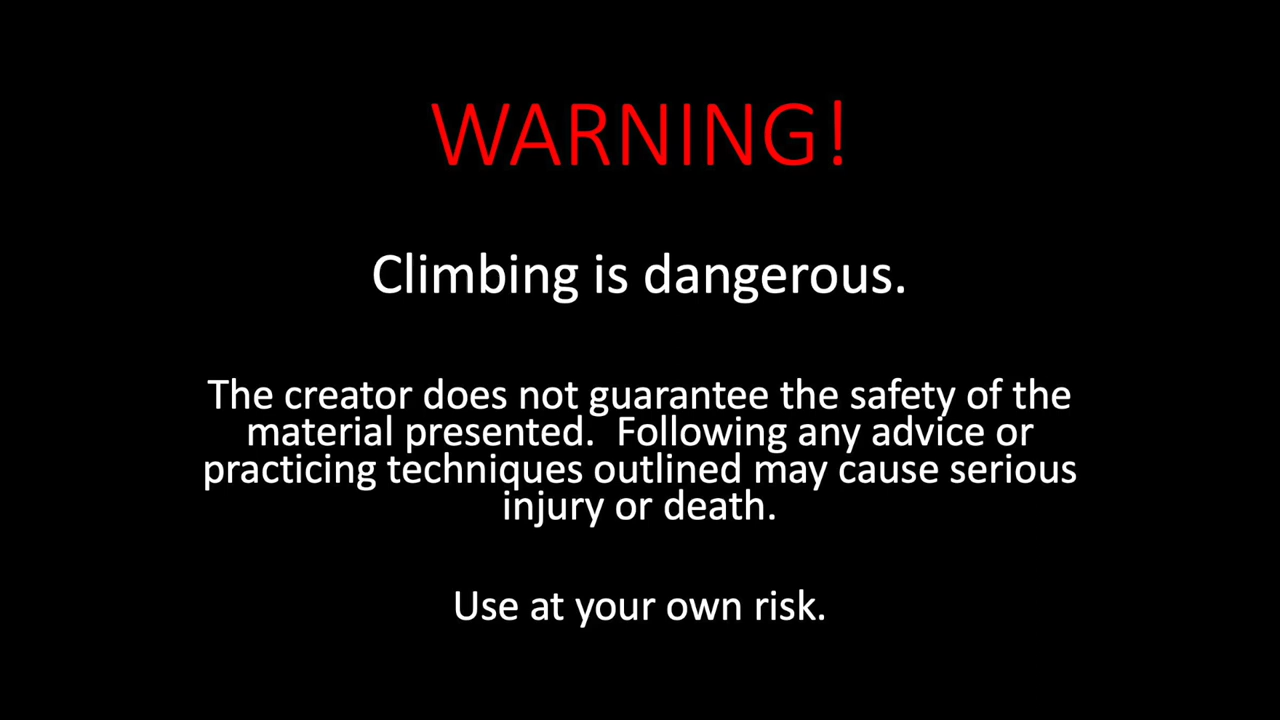 WARNING!
Climbing is dangerous.
The creator does not guarantee the safety of the
material presented.  Following any advice or
practicing techniques outlined may cause serious
injury or death.
Use at your own risk.